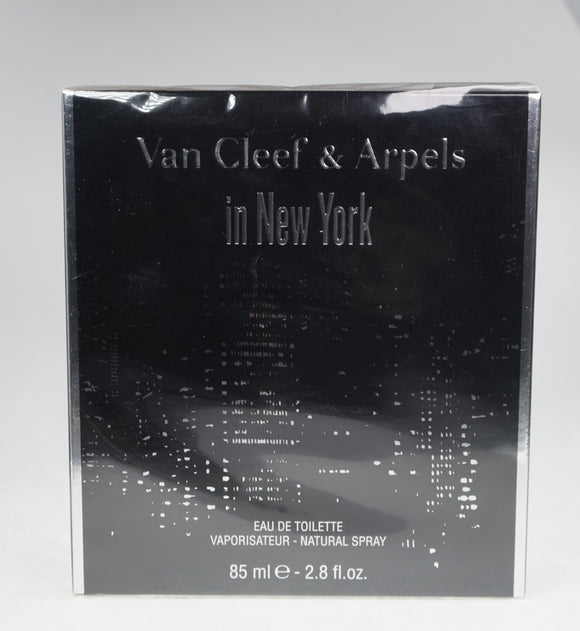 Van Cleef & Arpels
in New York
EAU DE TOILETTE
VAPORISATEUR - NATURAL SPRAY
85 ml ℮ - 2.8 fl.oz.